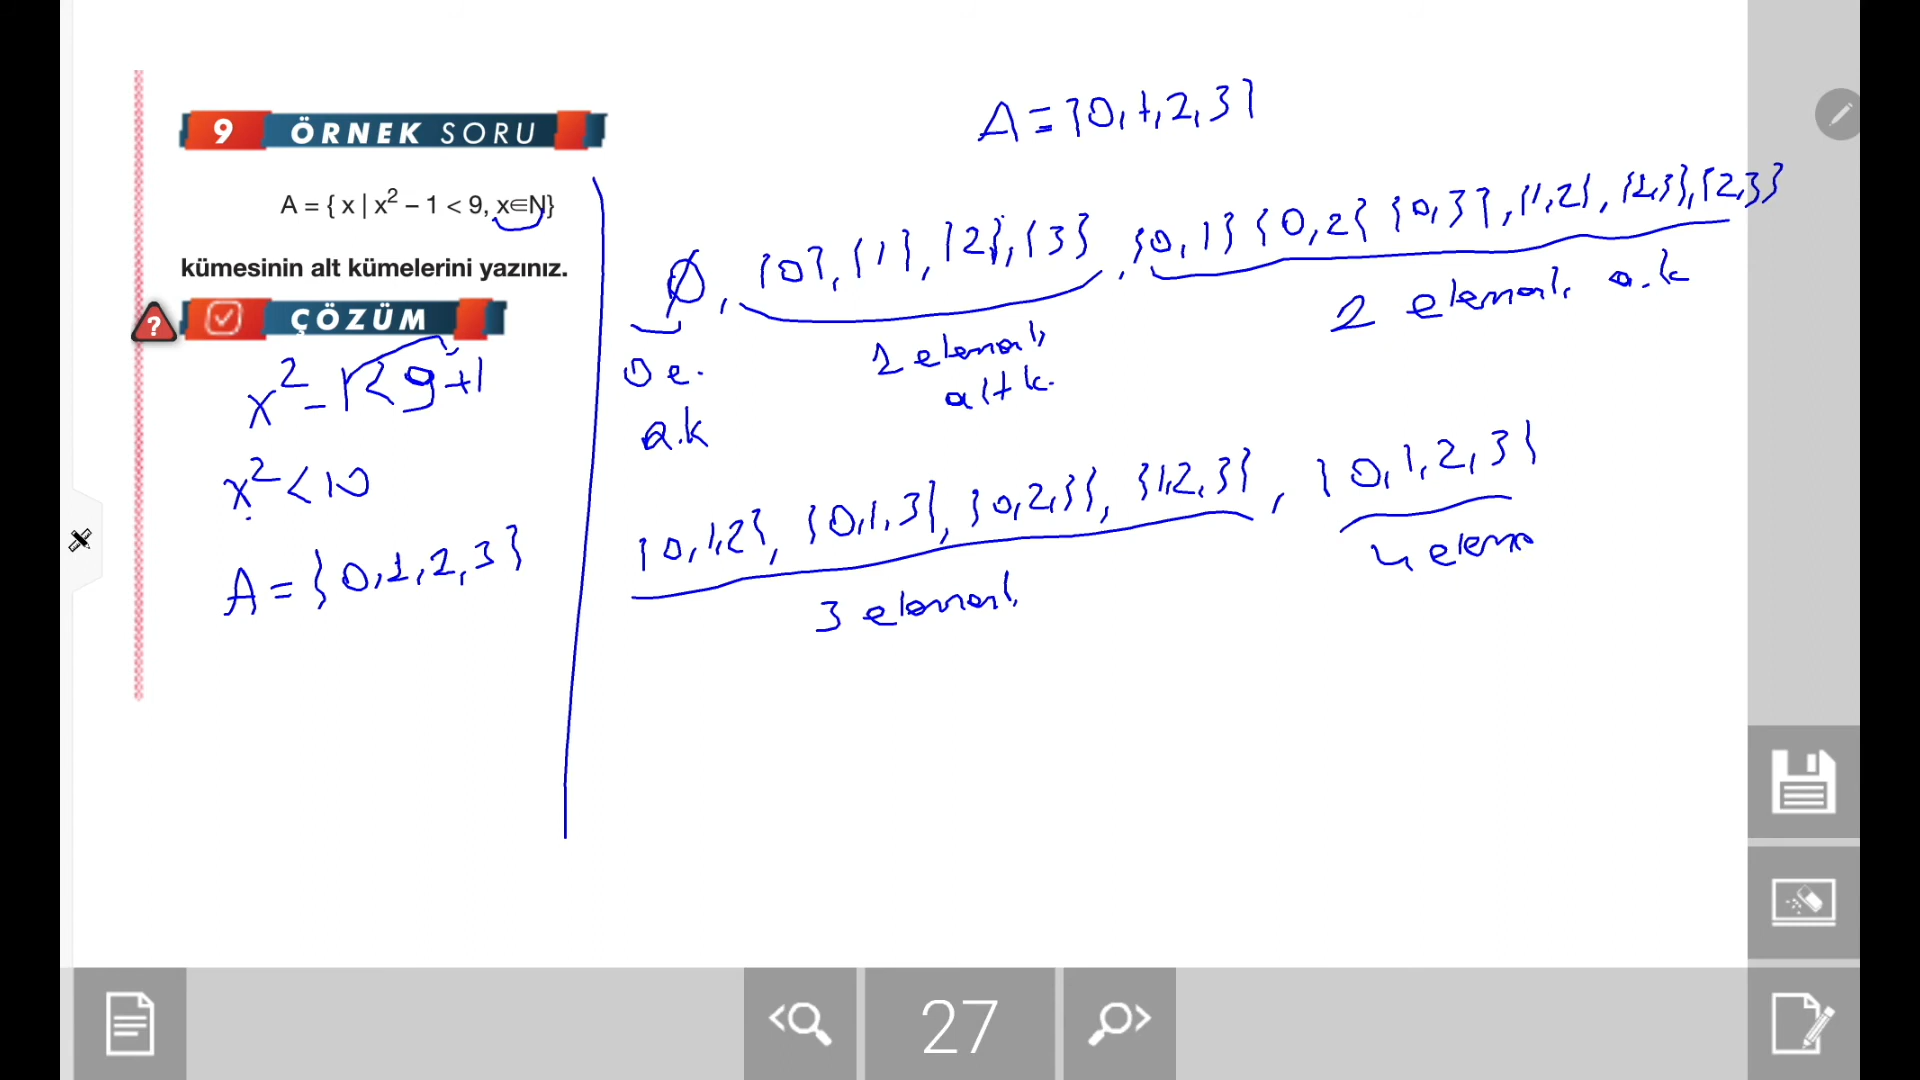 9 ÖRNEK SORU
A = { x | x² – 1 < 9, x∈N}
kümesinin alt kümelerini yazınız.
? ÇÖZÜM
x² - 1 < 9 + 1
x² < 10
A = {0,1,2,3}
A = {0,1,2,3}
∅, {0}, {1}, {2}, {3}, {0,1} {0,2} {0,3}, {1,2}, {1,3}, {2,3}
0 e.
a.k
1 elemanlı
alt k.
2 elemanlı a.k
{0,1,2}, {0,1,3}, {0,2,3}, {1,2,3}, {0,1,2,3}
3 elemanlı
4 elema
27